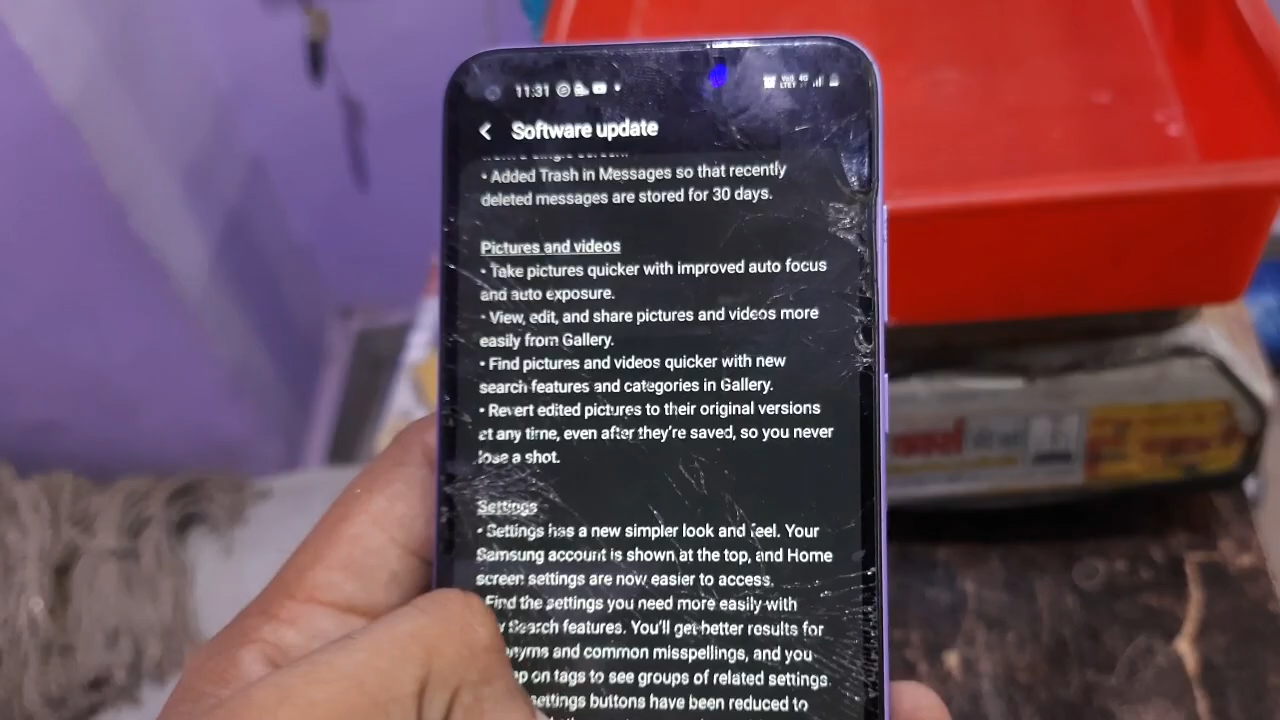 11:31
Software update
• Added Trash in Messages so that recently
deleted messages are stored for 30 days.
Pictures and videos
• Take pictures quicker with improved auto focus
and auto exposure.
• View, edit, and share pictures and videos more
easily from Gallery.
• Find pictures and videos quicker with new
search features and categories in Gallery.
• Revert edited pictures to their original versions
at any time, even after they're saved, so you never
lose a shot.
Settings
• Settings has a new simpler look and feel. Your
Samsung account is shown at the top, and Home
screen settings are now easier to access.
Find the settings you need more easily with
Search features. You'll get better results for
and common misspellings, and you
on tags to see groups of related settings.
settings buttons have been reduced to